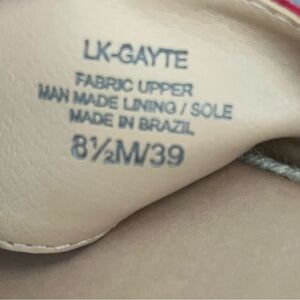 LK-GAYTE
FABRIC UPPER
MAN MADE LINING / SOLE
MADE IN BRAZIL
8½M/39